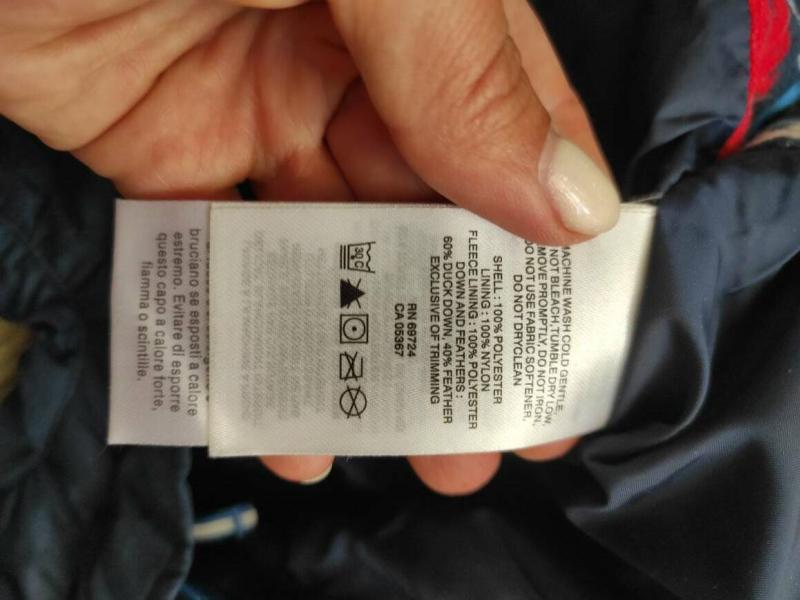 MACHINE WASH COLD GENTLE,
NOT BLEACH, TUMBLE DRY LOW,
MOVE PROMPTLY, DO NOT IRON,
DO NOT USE FABRIC SOFTENER,
DO NOT DRYCLEAN
SHELL : 100% POLYESTER
LINING : 100% NYLON
FLEECE LINING : 100% POLYESTER
DOWN AND FEATHERS :
60% DUCK DOWN, 40% FEATHER
EXCLUSIVE OF TRIMMING
RN 69724
CA 05367
30°C
bruciano se esposti a calore
estremo. Evitare di esporre
questo capo a calore forte,
fiamma o scintille.